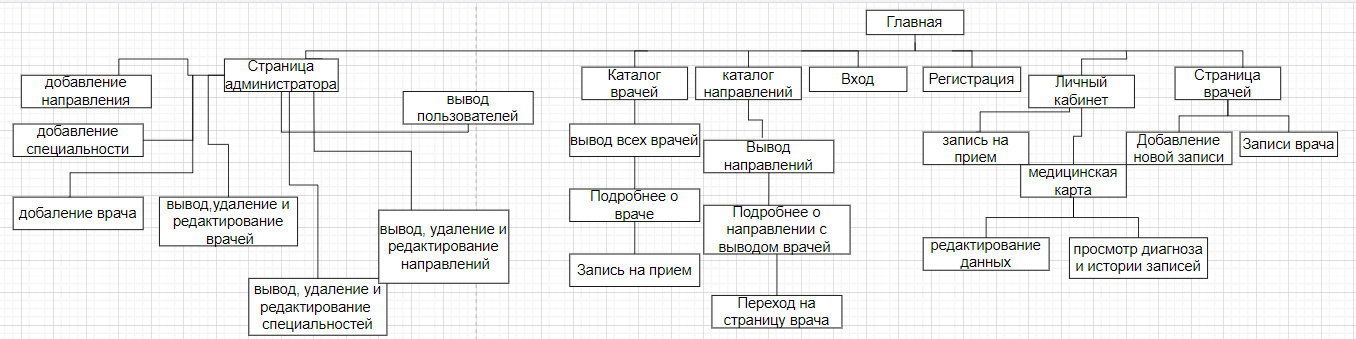 Главная
Страница
администратора
Каталог
врачей
каталог
направлений
Вход
Регистрация
Личный
кабинет
Страница
врачей
добавление
направления
вывод
пользователей
добавление
специальности
вывод всех врачей
Вывод
направлений
запись на
прием
Добавление
новой записи
Записи врача
медицинская
карта
добаление врача
вывод,удаление и
редактирование
врачей
вывод, удаление и
редактирование
направлений
Подробнее о
враче
Подробнее о
направлении с
выводом врачей
редактирование
данных
просмотр диагноза
и истории записей
вывод, удаление и
редактирование
специальностей
Запись на прием
Переход на
страницу врача